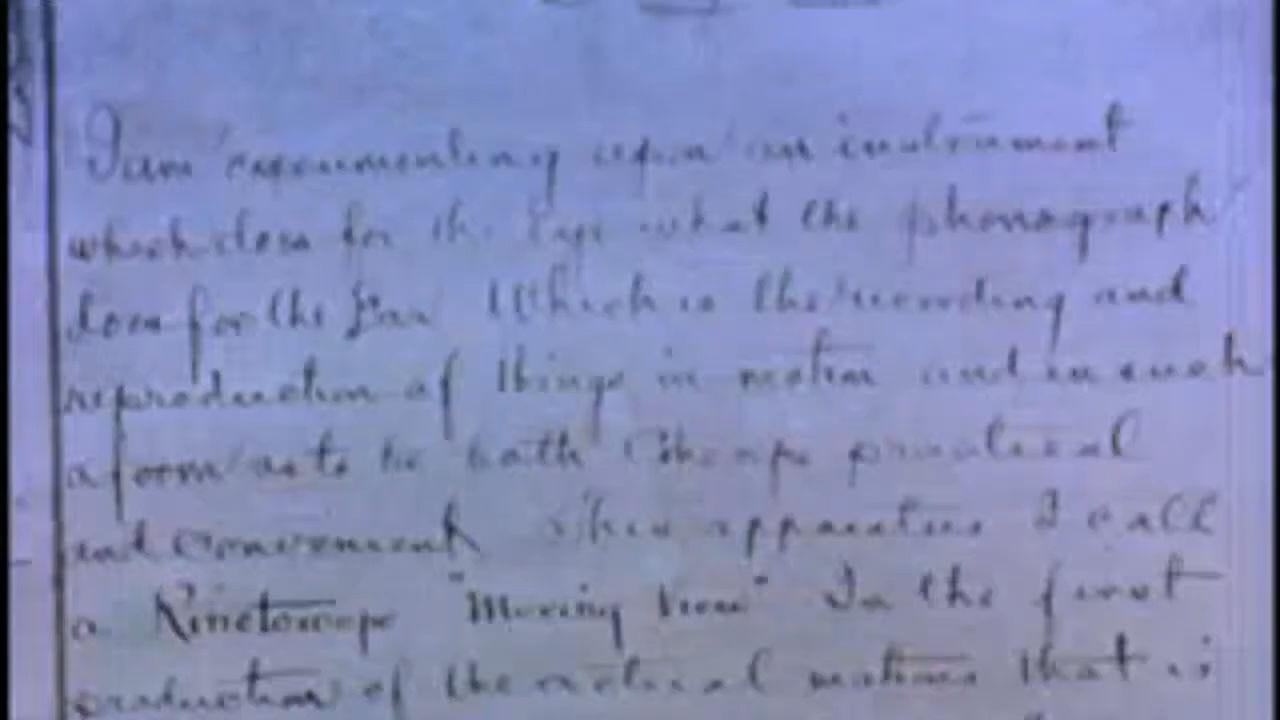 I am experimenting upon an instrument
which does for the Eye what the phonograph
does for the Ear Which is the recording and
reproduction of things in motion and in such
a form as to be both Cheap practical
and convenient This apparatus I call
a Kinetoscope "Moving View" In the first
production of the actual motions that is